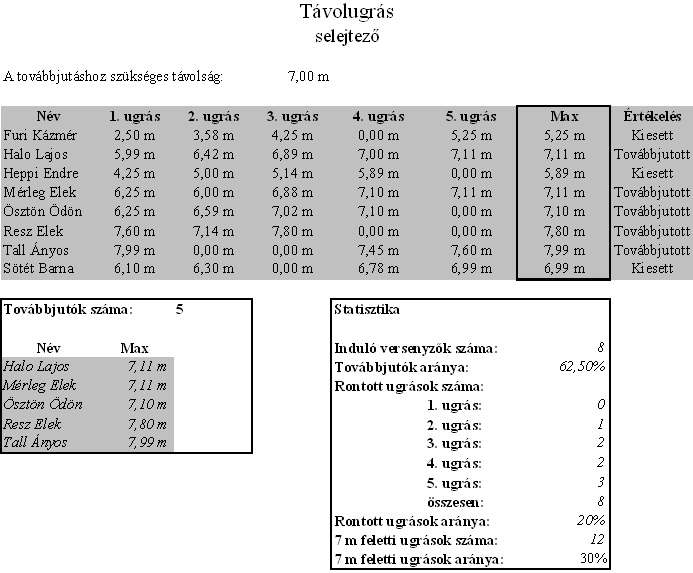 Távolugrás
selejtező
A továbbjutáshoz szükséges távolság: 7,00 m
Név 1. ugrás 2. ugrás 3. ugrás 4. ugrás 5. ugrás Max Értékelés
Furi Kázmér 2,50 m 3,58 m 4,25 m 0,00 m 5,25 m 5,25 m Kiesett
Halo Lajos 5,99 m 6,42 m 6,89 m 7,00 m 7,11 m 7,11 m Továbbjutott
Heppi Endre 4,25 m 5,00 m 5,14 m 5,89 m 0,00 m 5,89 m Kiesett
Mérleg Elek 6,25 m 6,00 m 6,88 m 7,10 m 7,11 m 7,11 m Továbbjutott
Ösztön Ödön 6,25 m 6,59 m 7,02 m 7,10 m 0,00 m 7,10 m Továbbjutott
Resz Elek 7,60 m 7,14 m 7,80 m 0,00 m 0,00 m 7,80 m Továbbjutott
Tall Ányos 7,99 m 0,00 m 0,00 m 7,45 m 7,60 m 7,99 m Továbbjutott
Sötét Barna 6,10 m 6,30 m 0,00 m 6,78 m 6,99 m 6,99 m Kiesett
Továbbjutók száma: 5
Név Max
Halo Lajos 7,11 m
Mérleg Elek 7,11 m
Ösztön Ödön 7,10 m
Resz Elek 7,80 m
Tall Ányos 7,99 m
Statisztika
Induló versenyzők száma: 8
Továbbjutók aránya: 62,50%
Rontott ugrások száma:
1. ugrás: 0
2. ugrás: 1
3. ugrás: 2
4. ugrás: 2
5. ugrás: 3
összesen: 8
Rontott ugrások aránya: 20%
7 m feletti ugrások száma: 12
7 m feletti ugrások aránya: 30%